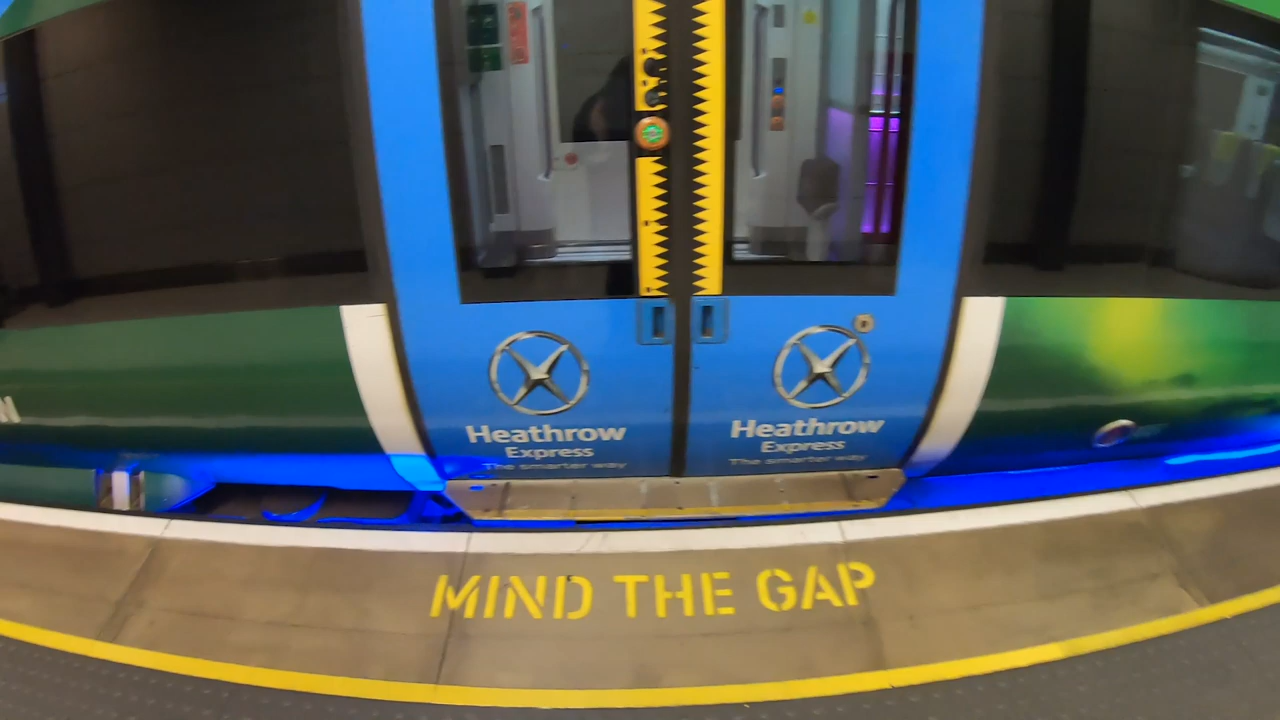 Heathrow
Express
The smarter way
Heathrow
Express
The smarter way
MIND THE GAP